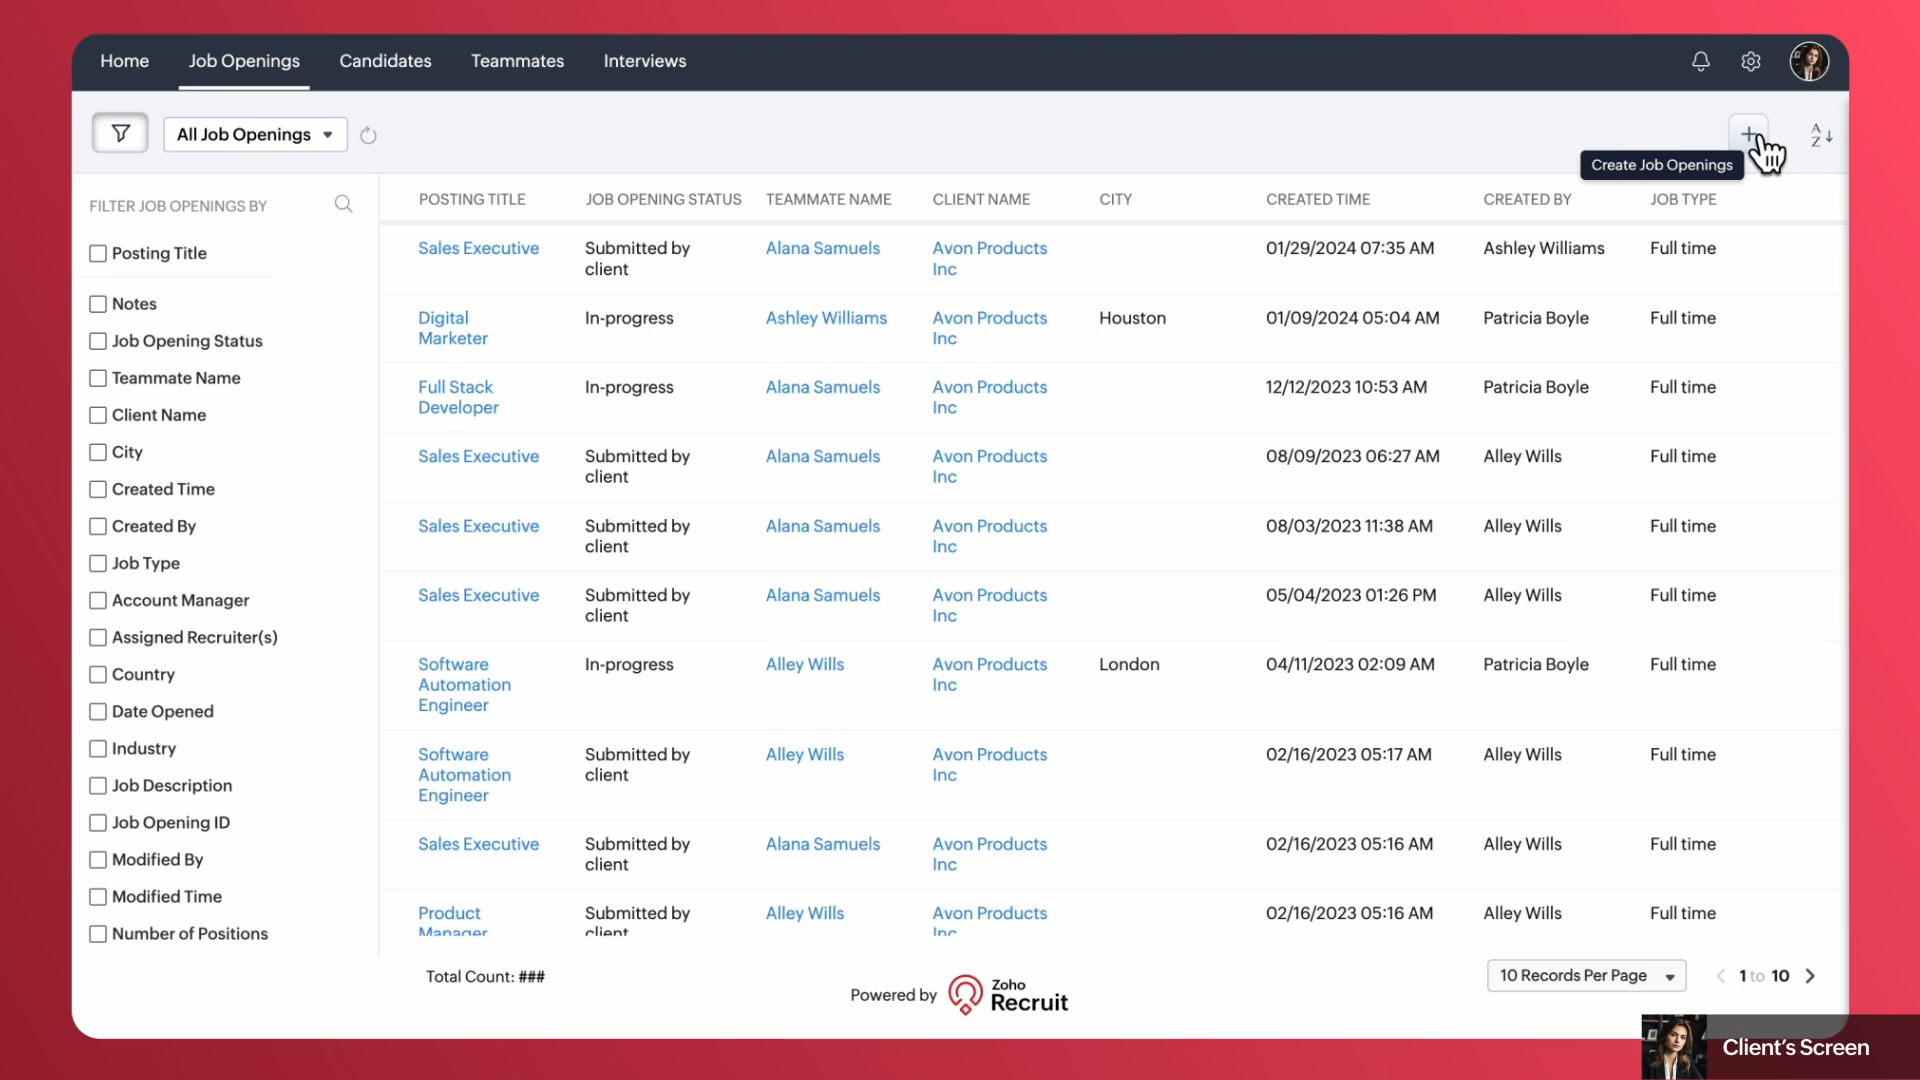 Home Job Openings Candidates Teammates Interviews
All Job Openings
A
Z
Create Job Openings
FILTER JOB OPENINGS BY
Posting Title
Notes
Job Opening Status
Teammate Name
Client Name
City
Created Time
Created By
Job Type
Account Manager
Assigned Recruiter(s)
Country
Date Opened
Industry
Job Description
Job Opening ID
Modified By
Modified Time
Number of Positions
POSTING TITLE JOB OPENING STATUS TEAMMATE NAME CLIENT NAME CITY CREATED TIME CREATED BY JOB TYPE
Sales Executive Submitted by Alana Samuels Avon Products 01/29/2024 07:35 AM Ashley Williams Full time
client Inc
Digital In-progress Ashley Williams Avon Products Houston 01/09/2024 05:04 AM Patricia Boyle Full time
Marketer Inc
Full Stack In-progress Alana Samuels Avon Products 12/12/2023 10:53 AM Patricia Boyle Full time
Developer Inc
Sales Executive Submitted by Alana Samuels Avon Products 08/09/2023 06:27 AM Alley Wills Full time
client Inc
Sales Executive Submitted by Alana Samuels Avon Products 08/03/2023 11:38 AM Alley Wills Full time
client Inc
Sales Executive Submitted by Alana Samuels Avon Products 05/04/2023 01:26 PM Alley Wills Full time
client Inc
Software In-progress Alley Wills Avon Products London 04/11/2023 02:09 AM Patricia Boyle Full time
Automation Inc
Engineer
Software Submitted by Alley Wills Avon Products 02/16/2023 05:17 AM Alley Wills Full time
Automation client Inc
Engineer
Sales Executive Submitted by Alana Samuels Avon Products 02/16/2023 05:16 AM Alley Wills Full time
client Inc
Product Submitted by Alley Wills Avon Products 02/16/2023 05:16 AM Alley Wills Full time
Manager client Inc
Total Count: ###
10 Records Per Page 1 to 10
Powered by Zoho
Recruit
Client's Screen